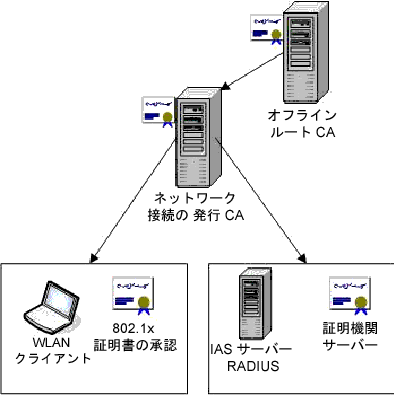 オフライン
ルート CA
ネットワーク
接続の 発行 CA
WLAN
クライアント
802.1x
証明書の承認
IAS サーバー
RADIUS
証明機関
サーバー